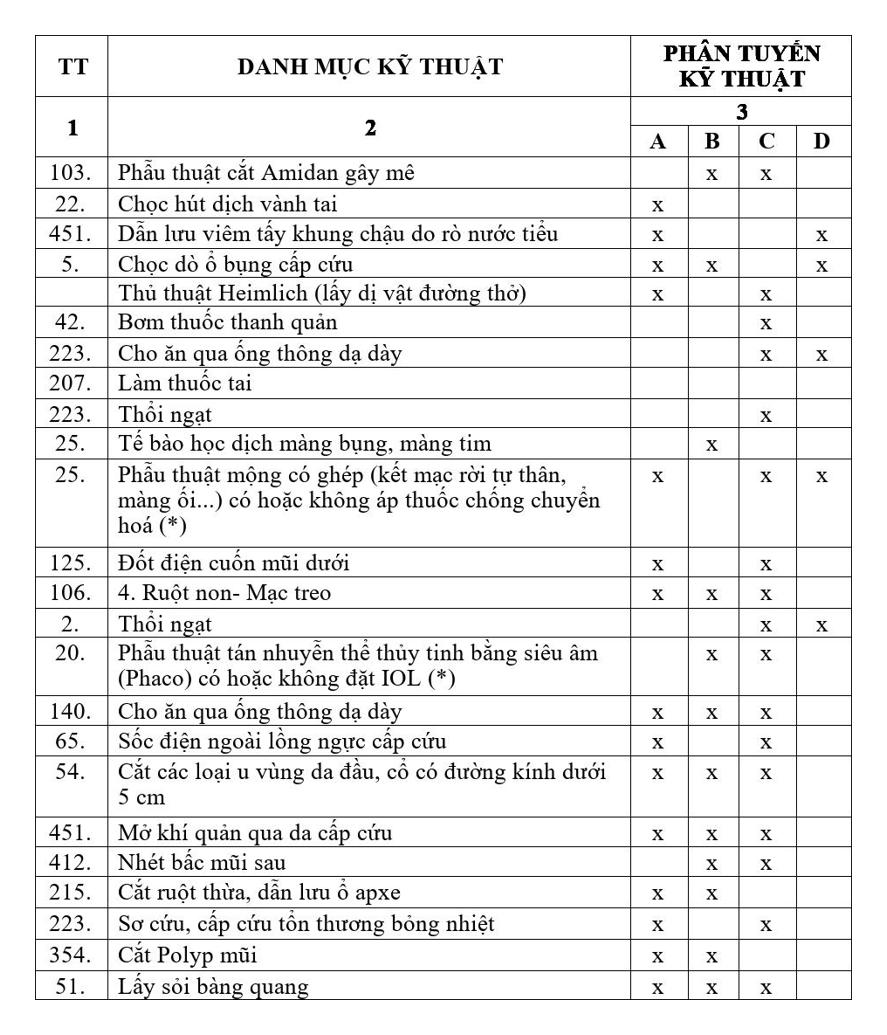 TT DANH MỤC KỸ THUẬT PHÂN TUYẾN
KỸ THUẬT
1 2 3
A B C D
103. Phẫu thuật cắt Amidan gây mê x x
22. Chọc hút dịch vành tai x
451. Dẫn lưu viêm tấy khung chậu do rò nước tiểu x x
5. Chọc dò ổ bụng cấp cứu x x x
Thủ thuật Heimlich (lấy dị vật đường thở) x x
42. Bơm thuốc thanh quản x
223. Cho ăn qua ống thông dạ dày x x
207. Làm thuốc tai
223. Thổi ngạt x
25. Tế bào học dịch màng bụng, màng tim x
25. Phẫu thuật mộng có ghép (kết mạc rời tự thân, x x x
màng ối...) có hoặc không áp thuốc chống chuyển
hoá (*)
125. Đốt điện cuốn mũi dưới x x
106. 4. Ruột non- Mạc treo x x x
2. Thổi ngạt x x
20. Phẫu thuật tán nhuyễn thể thủy tinh bằng siêu âm x x
(Phaco) có hoặc không đặt IOL (*)
140. Cho ăn qua ống thông dạ dày x x x
65. Sốc điện ngoài lồng ngực cấp cứu x x
54. Cắt các loại u vùng da đầu, cổ có đường kính dưới x x x
5 cm
451. Mở khí quản qua da cấp cứu x x x
412. Nhét bấc mũi sau x x
215. Cắt ruột thừa, dẫn lưu ổ apxe x x
223. Sơ cứu, cấp cứu tổn thương bỏng nhiệt x x
354. Cắt Polyp mũi x x
51. Lấy sỏi bàng quang x x x